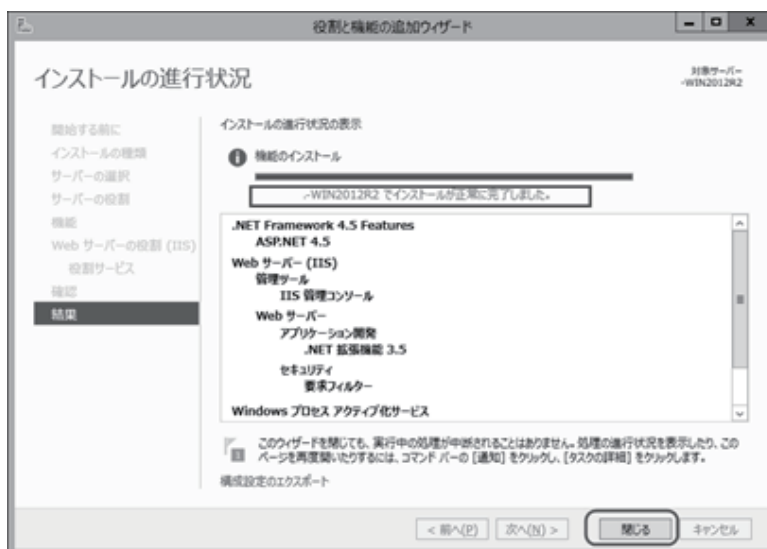 役割と機能の追加ウィザード
インストールの進行状況
対象サーバー
-WIN2012R2
開始する前に
インストールの種類
サーバーの選択
サーバーの役割
機能
Web サーバーの役割 (IIS)
役割サービス
確認
結果
インストールの進行状況の表示
機能のインストール
-WIN2012R2 でインストールが正常に完了しました。
.NET Framework 4.5 Features
ASP.NET 4.5
Web サーバー (IIS)
管理ツール
IIS 管理コンソール
Web サーバー
アプリケーション開発
.NET 拡張機能 3.5
セキュリティ
要求フィルター
Windows プロセス アクティブ化サービス
このウィザードを閉じても、実行中の処理が中断されることはありません。処理の進行状況を表示したり、この
ページを再度開いたりするには、コマンド バーの [通知] をクリックし、[タスクの詳細] をクリックします。
構成設定のエクスポート
< 前へ(P) 次へ(N) > 閉じる キャンセル